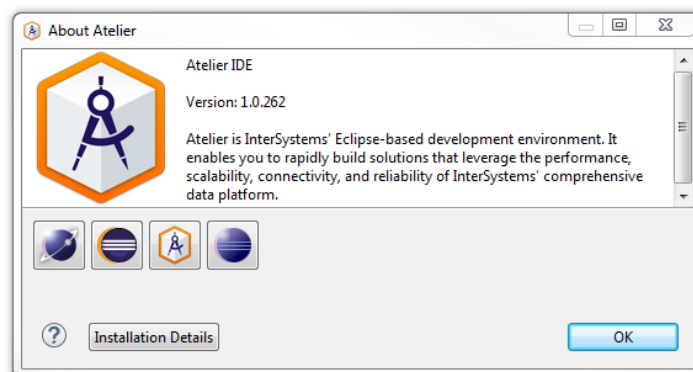 About Atelier
Atelier IDE
Version: 1.0.262
Atelier is InterSystems' Eclipse-based development environment. It
enables you to rapidly build solutions that leverage the performance,
scalability, connectivity, and reliability of InterSystems' comprehensive
data platform.
?
Installation Details
OK